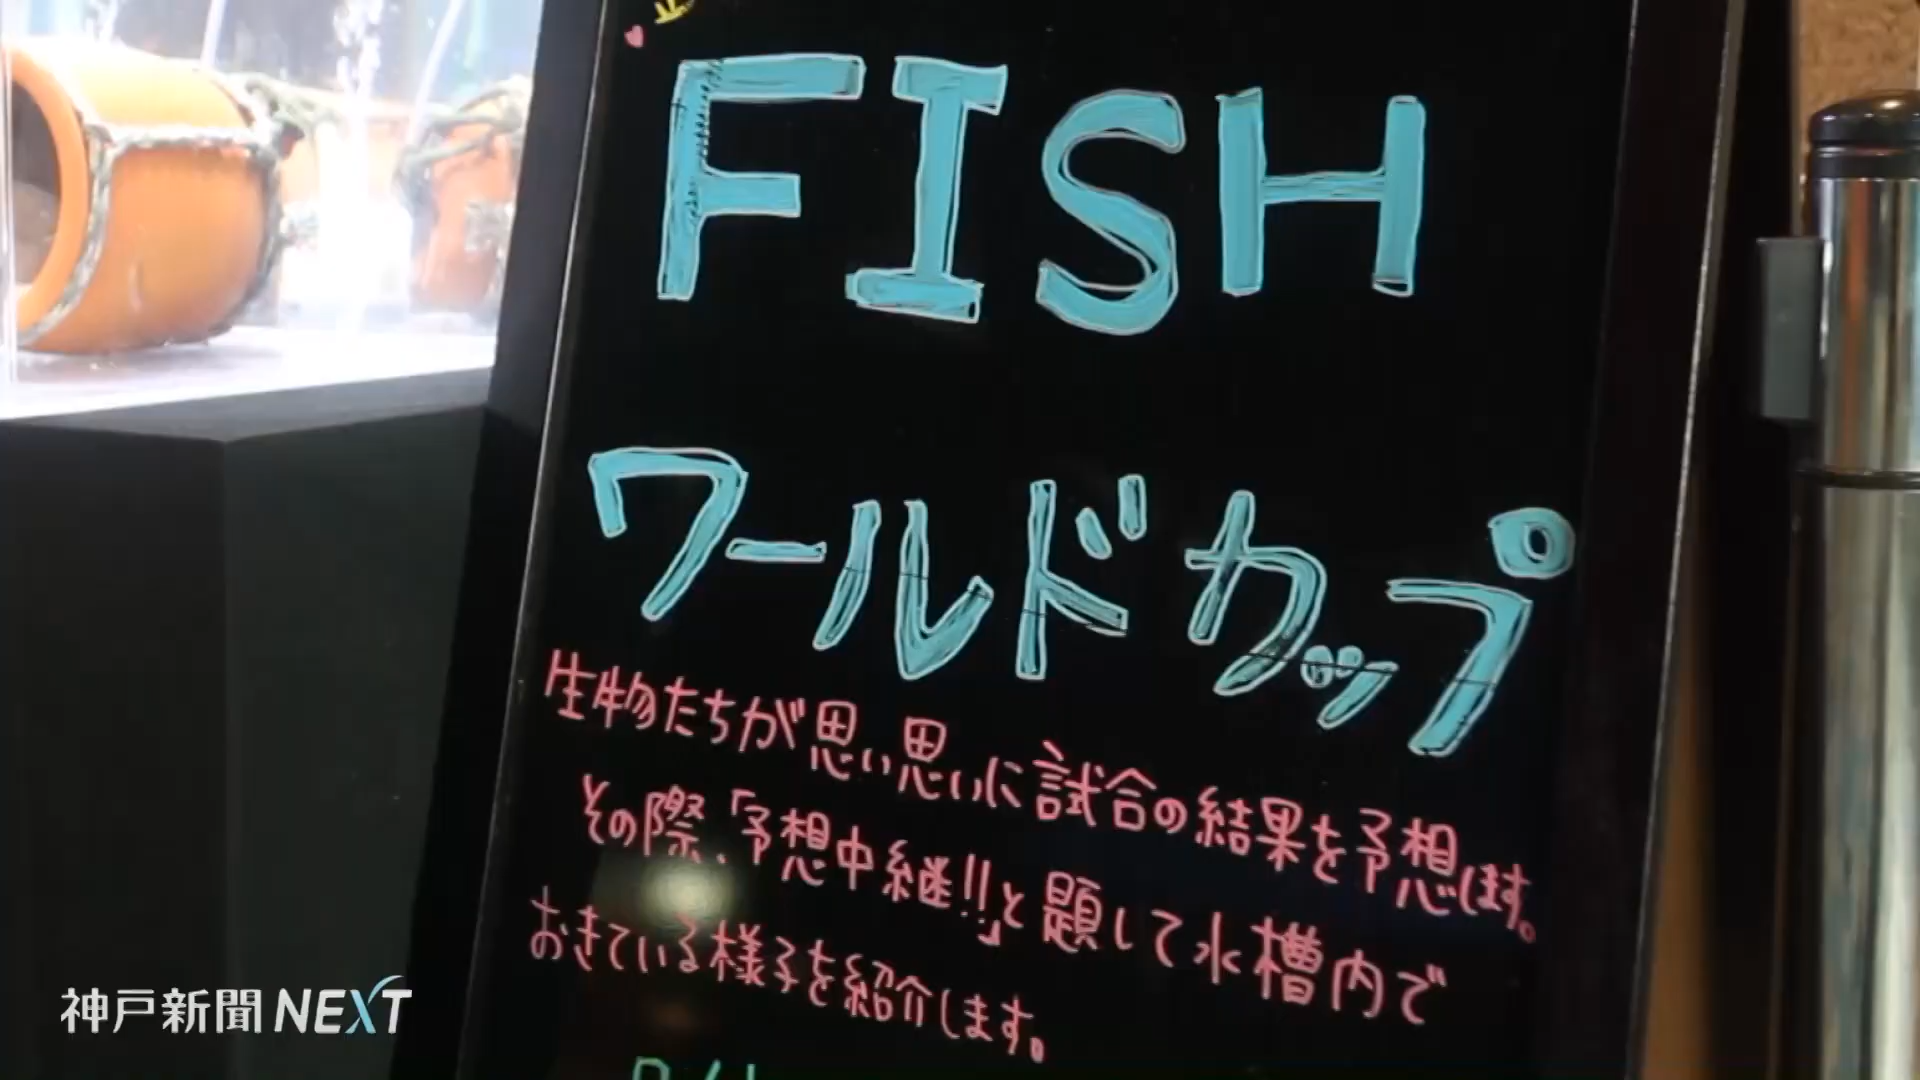 FISH
ワールドカップ
生物たちが思い思いに試合の結果を予想します。
その際、「予想中継!!」と題して水槽内で
おきている様子を紹介します。
神戸新聞NEXT